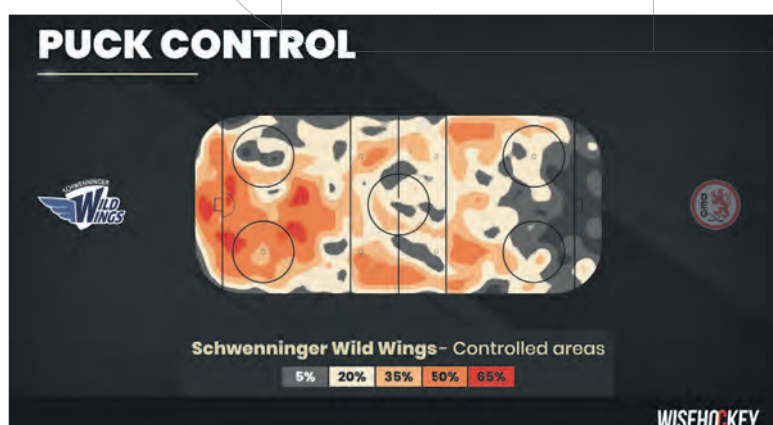 PUCK CONTROL
SCHWENNINGER
WILD
WINGS
Schwenninger Wild Wings - Controlled areas
5% 20% 35% 50% 65%
WISEHOCKEY